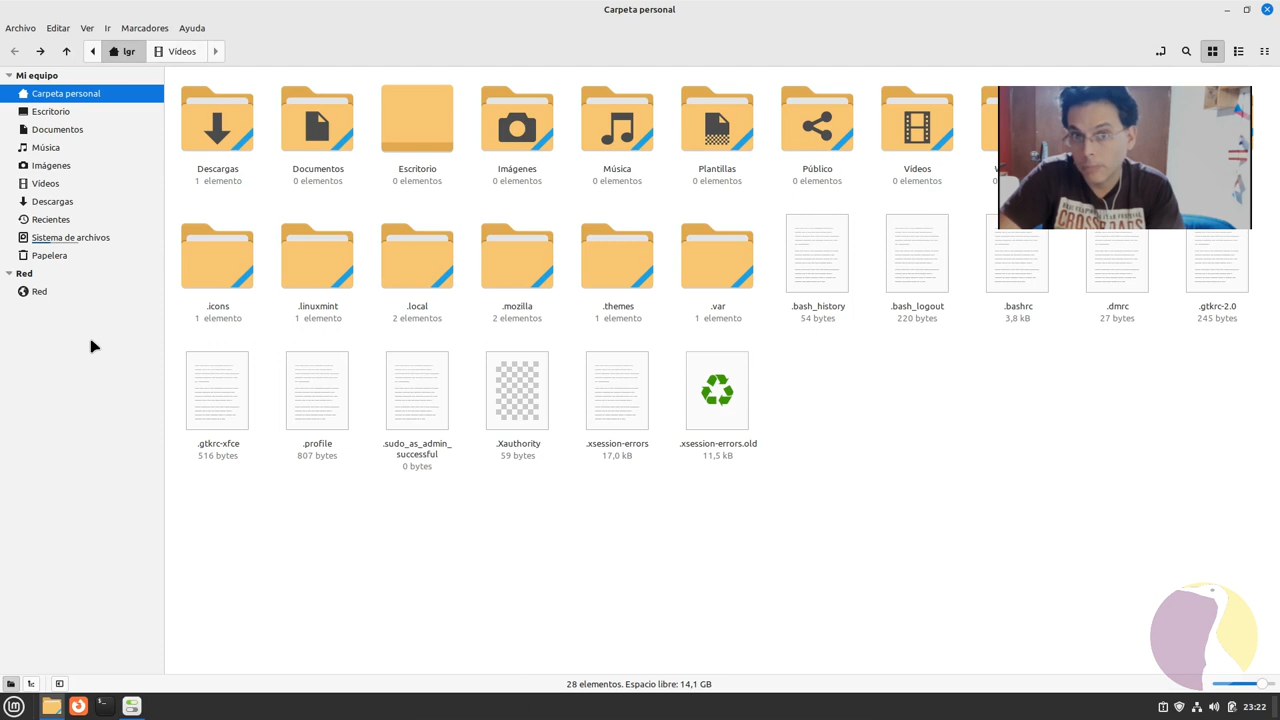 Carpeta personal
Archivo Editar Ver Ir Marcadores Ayuda
lgr Vídeos
Mi equipo
Carpeta personal
Escritorio
Documentos
Música
Imágenes
Vídeos
Descargas
Recientes
Sistema de archivos
Papelera
Red
Red
Descargas Documentos Escritorio Imágenes Música Plantillas Público Vídeos
1 elemento 0 elementos 0 elementos 0 elementos 0 elementos 0 elementos 0 elementos 0 elementos
CROSSROADS
.icons .linuxmint .local .mozilla .themes .var .bash_history .bash_logout .bashrc .dmrc .gtkrc-2.0
1 elemento 1 elemento 2 elementos 2 elementos 1 elemento 1 elemento 54 bytes 220 bytes 3,8 kB 27 bytes 245 bytes
.gtkrc-xfce .profile .sudo_as_admin_ .Xauthority .xsession-errors .xsession-errors.old
516 bytes 807 bytes successful 59 bytes 17,0 kB 11,5 kB
0 bytes
28 elementos. Espacio libre: 14,1 GB
23:22